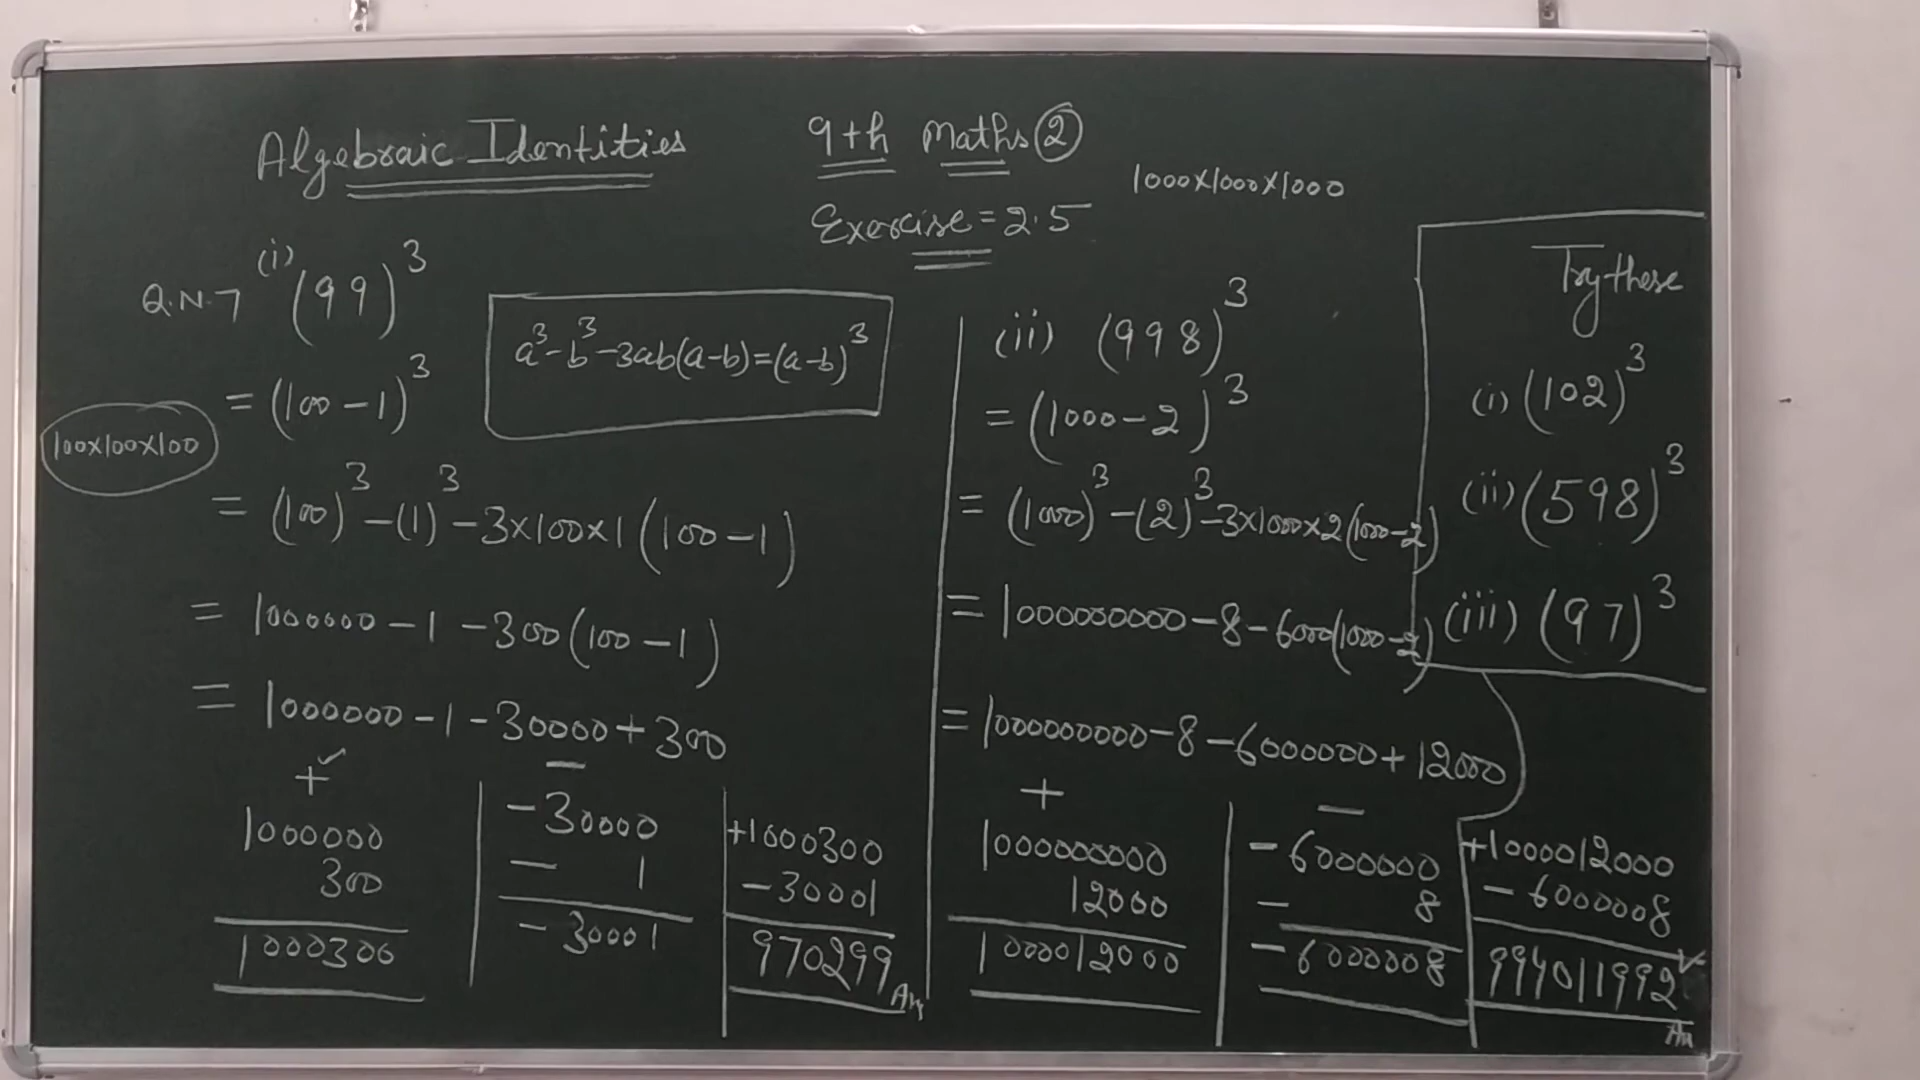 Algebraic Identities
9th Maths ②
1000×1000×1000
Exercise = 2.5
Q.N.7 (i) (99)³
a³-b³-3ab(a-b)=(a-b)³
= (100-1)³
100×100×100
= (100)³-(1)³-3×100×1(100-1)
= 1000000-1-300(100-1)
= 1000000-1-30000+300
+ ✓
1000000
300
1000300
-
-30000
- 1
-30001
+1000300
-30001
970299 Ans
(ii) (998)³
= (1000-2)³
= (1000)³-(2)³-3×1000×2(1000-2)
= 1000000000-8-6000(1000-2)
= 1000000000-8-6000000+12000
+
1000000000
12000
1000012000
-
-6000000
- 8
-6000008
+1000012000
-6000008
994011992 ✓
An
Try these
(i) (102)³
(ii) (598)³
(iii) (97)³